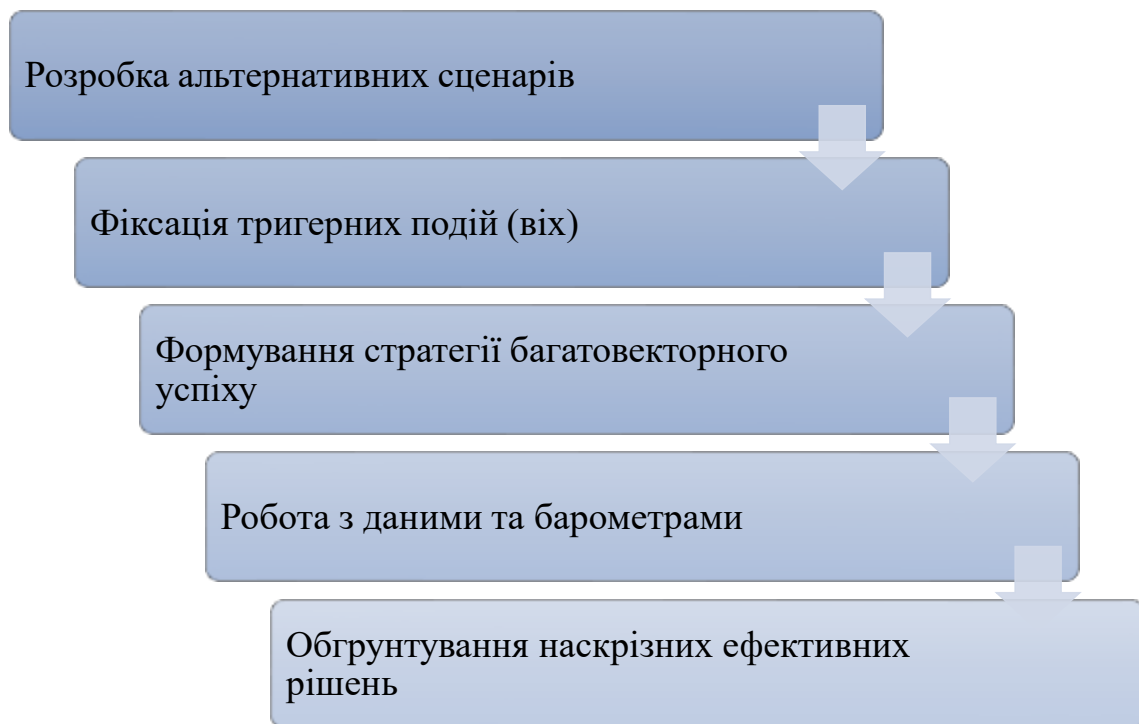 Розробка альтернативних сценарів
Фіксація тригерних подій (віх)
Формування стратегії багатовекторного
успіху
Робота з даними та барометрами
Обгрунтування наскрізних ефективних
рішень